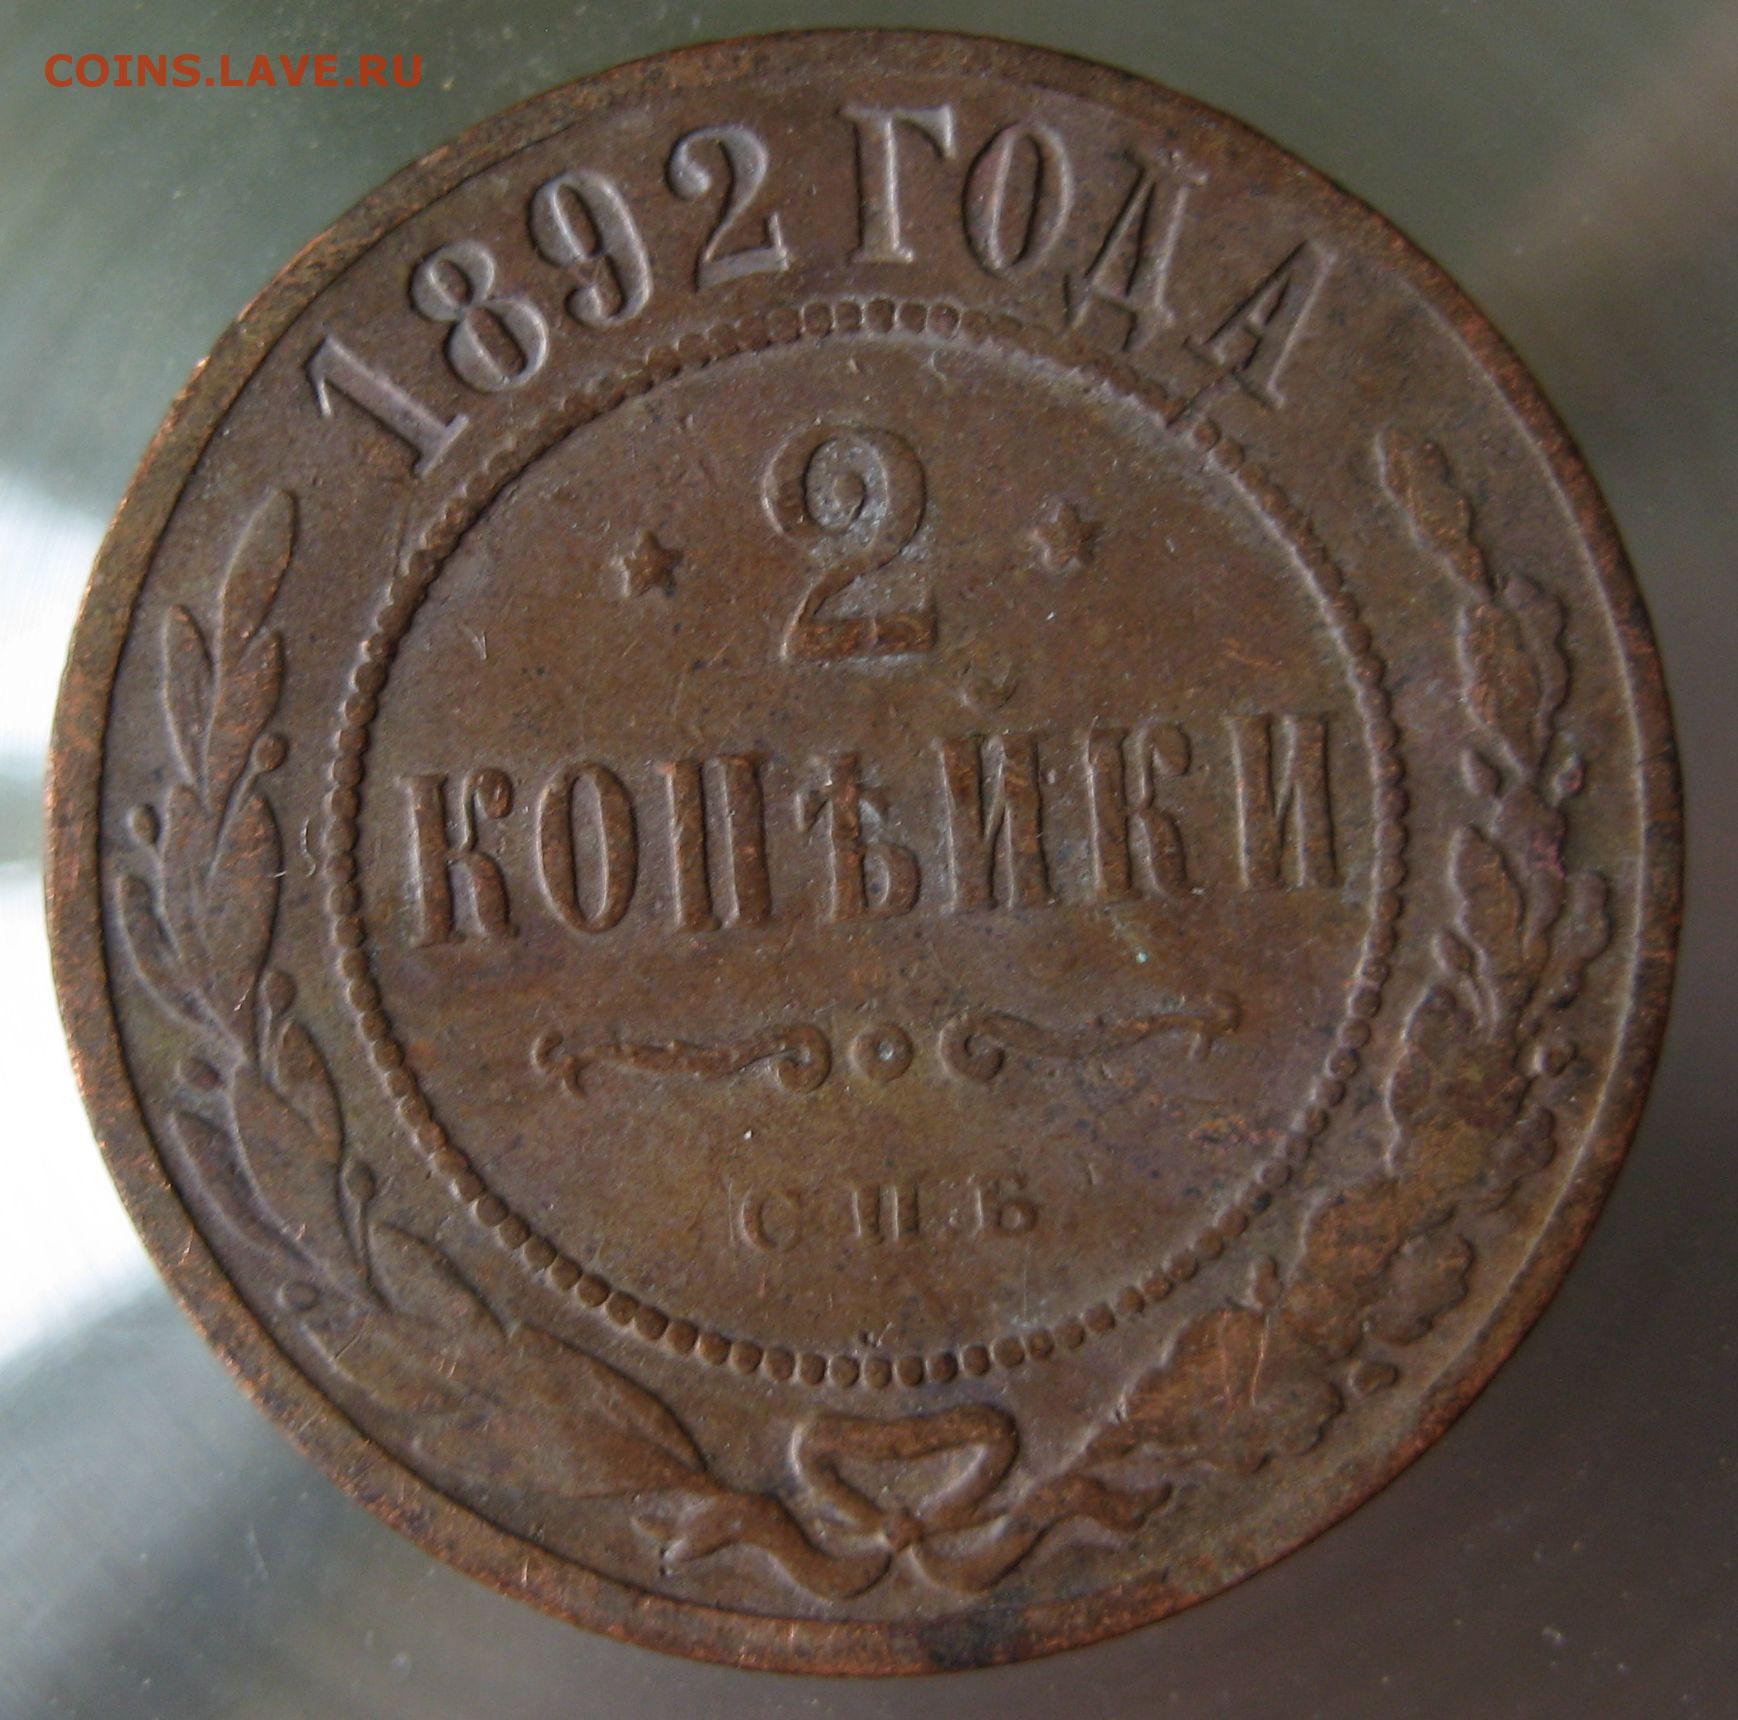 COINS.LAVE.RU
1892 ГОДА
2
КОПѢЙКИ
С П Б